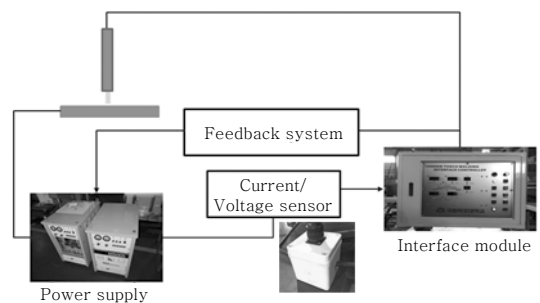 Feedback system
Current/
Voltage sensor
Interface module
Power supply